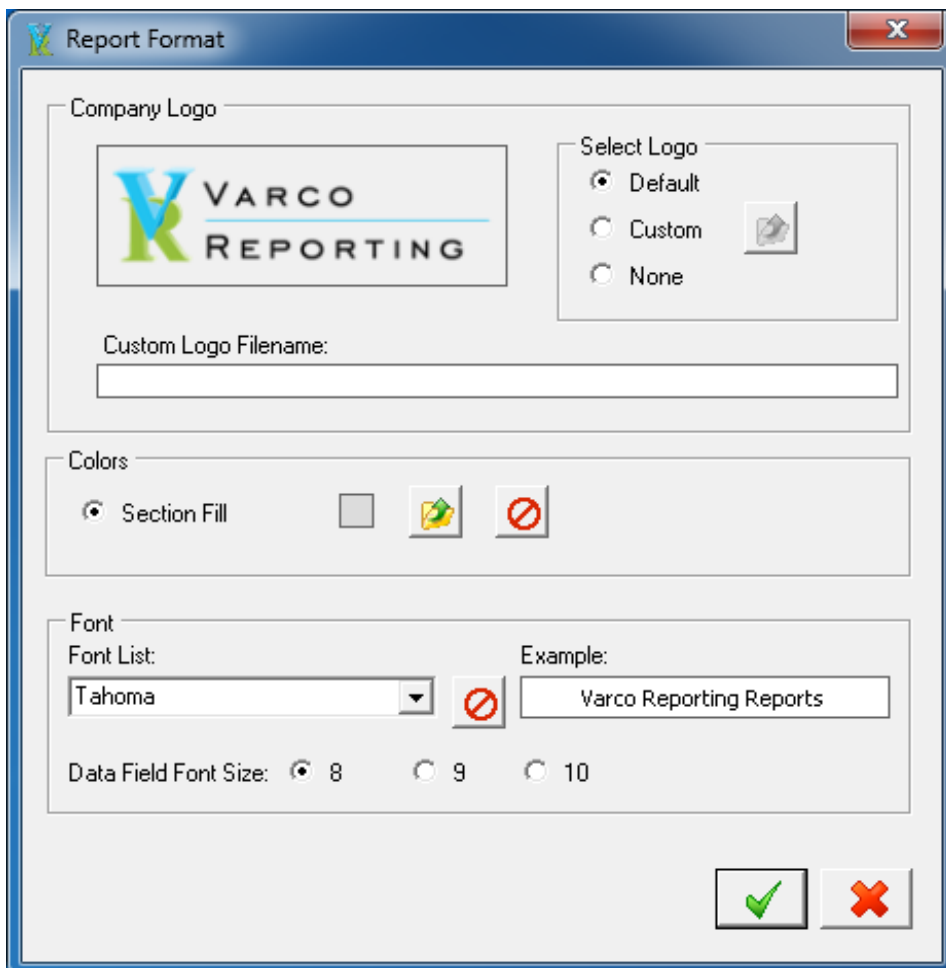 Report Format
Company Logo
VARCO
REPORTING
Select Logo
Default
Custom
None
Custom Logo Filename:
Colors
Section Fill
Font
Font List:
Example:
Tahoma
Varco Reporting Reports
Data Field Font Size: 8 9 10